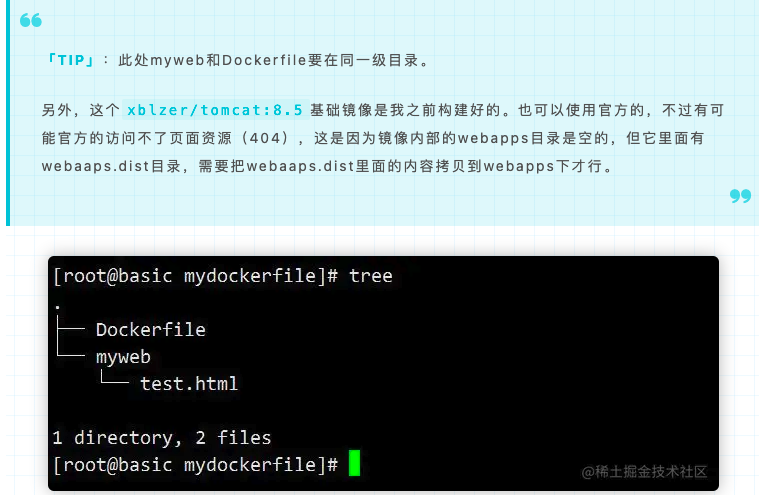 「TIP」：此处myweb和Dockerfile要在同一级目录。
另外，这个 xblzer/tomcat:8.5 基础镜像是我之前构建好的。也可以使用官方的，不过有可
能官方的访问不了页面资源（404），这是因为镜像内部的webapps目录是空的，但它里面有
webaaps.dist目录，需要把webaaps.dist里面的内容拷贝到webapps下才行。
[root@basic mydockerfile]# tree
.
├── Dockerfile
└── myweb
    └── test.html
1 directory, 2 files
[root@basic mydockerfile]#
@稀土掘金技术社区